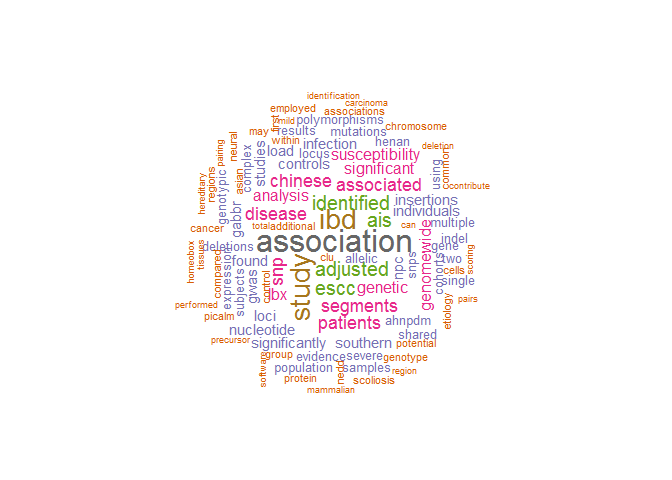 identification
carcinoma
employed
associations
first
mild
polymorphisms
chromosome
may
results
mutations
within
infection
henan
deletion
neural
pairing
studies
load
locus
susceptibility
common
complex
controls
significant
using
asian
regions
chinese
associated
contribute
hereditary
genotypic
analysis
identified
insertions
disease
ibd
ais
individuals
gabbr
cancer
total
additional
can
multiple
association
indel
deletions
gene
homeobox
tissues
found
snp
study
clu
allelic
npc
snps
two
compared
expression
adjusted
cohorts
cells
scoring
subjects
gwas
control
escc
genetic
genomewide
single
lbx
segments
etiology
pairs
performed
picalm
loci
patients
ahnpdm
nucleotide
shared
potential
precursor
significantly
southern
group
evidence
severe
genotype
software
population
nedd
samples
region
protein
scoliosis
mammalian